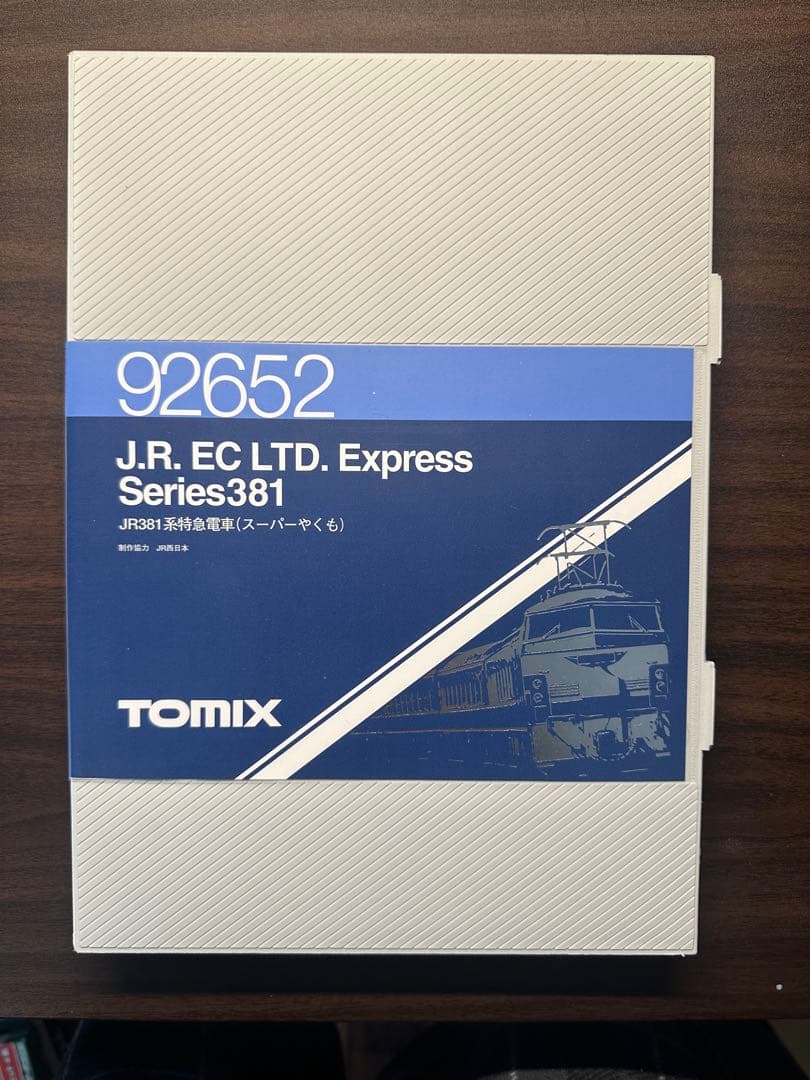 92652
J.R. EC LTD. Express
Series381
JR381系特急電車(スーパーやくも)
制作協力 JR西日本
TOMIX